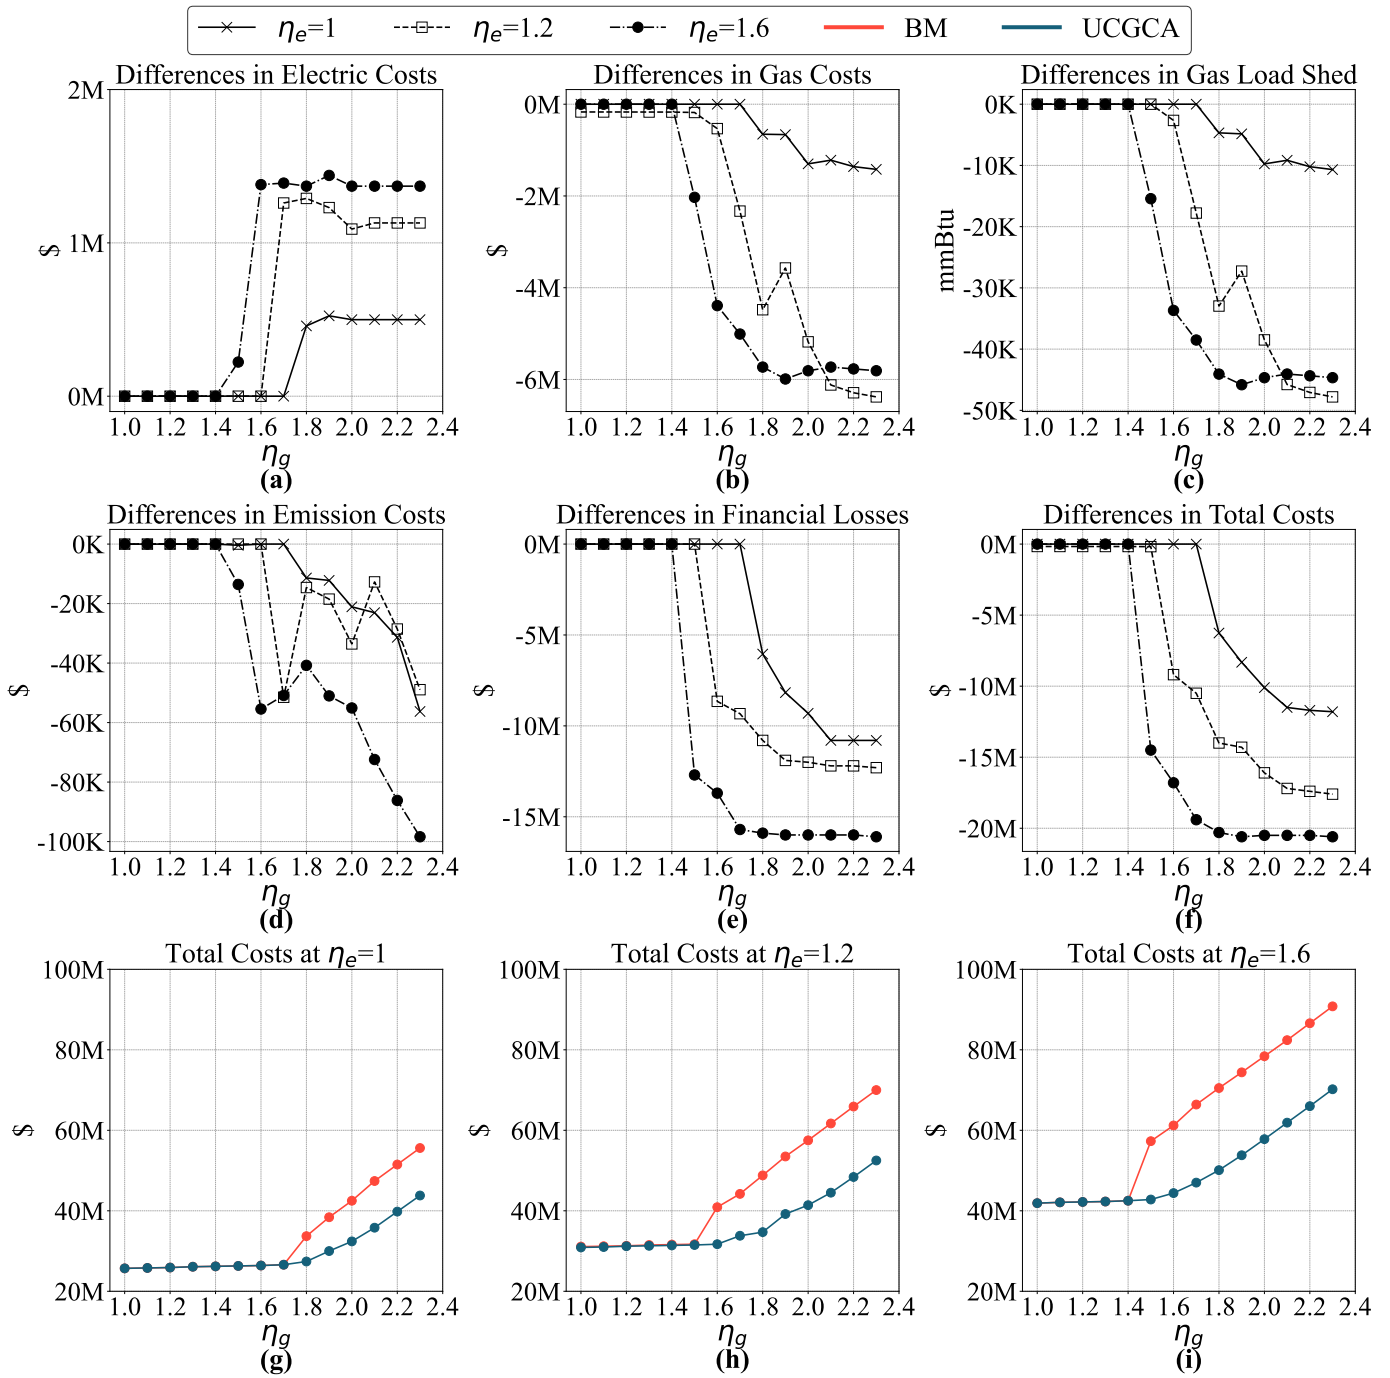 ηe=1 ηe=1.2 ηe=1.6 BM UCGCA
Differences in Electric Costs
2M
1M
0M
$
1.0 1.2 1.4 1.6 1.8 2.0 2.2 2.4
ηg
(a)
Differences in Gas Costs
0M
-2M
-4M
-6M
$
1.0 1.2 1.4 1.6 1.8 2.0 2.2 2.4
ηg
(b)
Differences in Gas Load Shed
0K
-10K
-20K
-30K
-40K
-50K
mmBtu
1.0 1.2 1.4 1.6 1.8 2.0 2.2 2.4
ηg
(c)
Differences in Emission Costs
0K
-20K
-40K
-60K
-80K
-100K
$
1.0 1.2 1.4 1.6 1.8 2.0 2.2 2.4
ηg
(d)
Differences in Financial Losses
0M
-5M
-10M
-15M
$
1.0 1.2 1.4 1.6 1.8 2.0 2.2 2.4
ηg
(e)
Differences in Total Costs
0M
-5M
-10M
-15M
-20M
$
1.0 1.2 1.4 1.6 1.8 2.0 2.2 2.4
ηg
(f)
Total Costs at ηe=1
100M
80M
60M
40M
20M
$
1.0 1.2 1.4 1.6 1.8 2.0 2.2 2.4
ηg
(g)
Total Costs at ηe=1.2
100M
80M
60M
40M
20M
$
1.0 1.2 1.4 1.6 1.8 2.0 2.2 2.4
ηg
(h)
Total Costs at ηe=1.6
100M
80M
60M
40M
20M
$
1.0 1.2 1.4 1.6 1.8 2.0 2.2 2.4
ηg
(i)